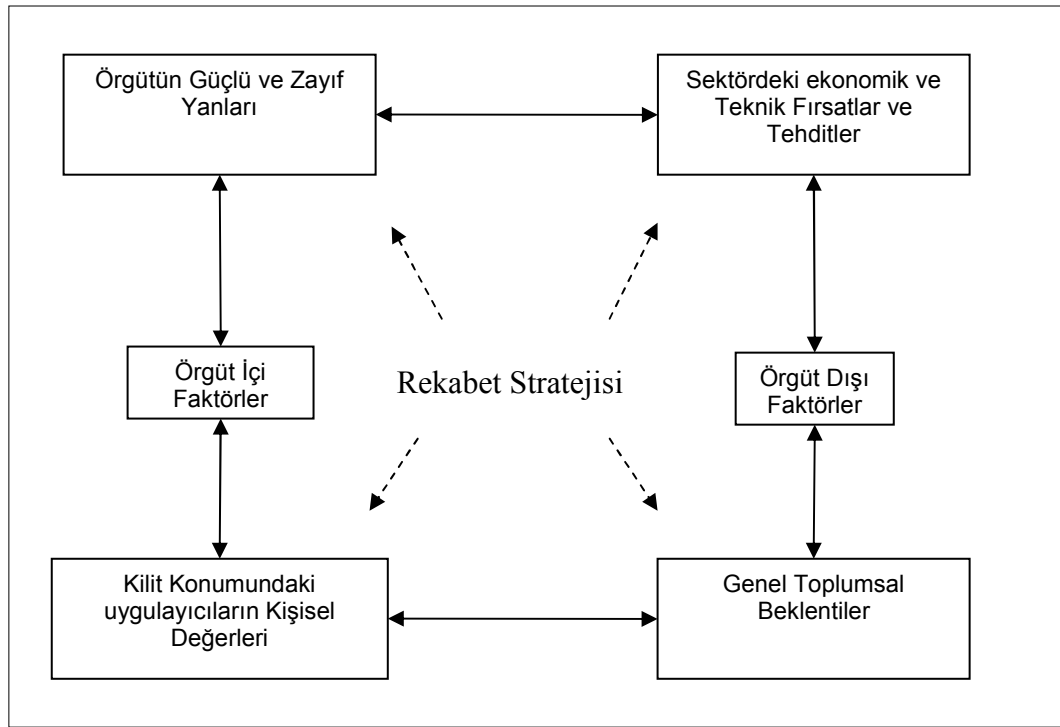 Örgütün Güçlü ve Zayıf
Yanları
Sektördeki ekonomik ve
Teknik Fırsatlar ve
Tehditler
Örgüt İçi
Faktörler
Rekabet Stratejisi
Örgüt Dışı
Faktörler
Kilit Konumundaki
uygulayıcıların Kişisel
Değerleri
Genel Toplumsal
Beklentiler